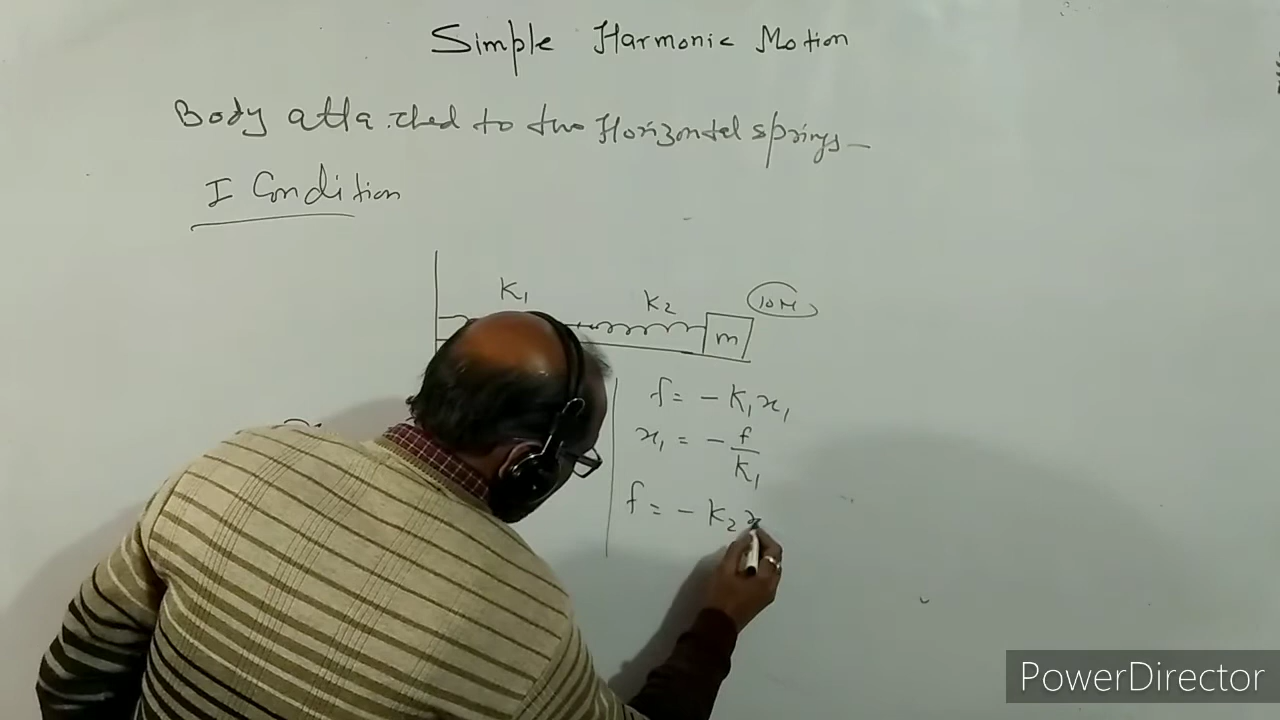 Simple Harmonic Motion
Body attached to two Horizontal springs –
I Condition
K₁
K₂
m
f = - K₁x₁
x₁ = - f/K₁
f = - K₂x
PowerDirector